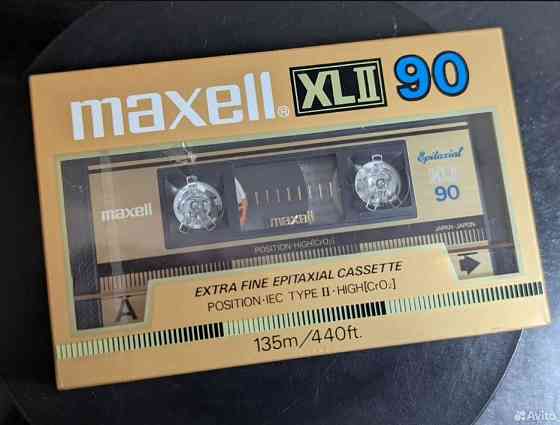 maxell® XLII 90
Epitaxial
maxell XLII
90
maxell
POSITION·HIGH(CrO₂)
JAPAN·JAPON
EXTRA FINE EPITAXIAL CASSETTE
POSITION·IEC TYPE II·HIGH[CrO₂]
A
135m/440ft.
Avito